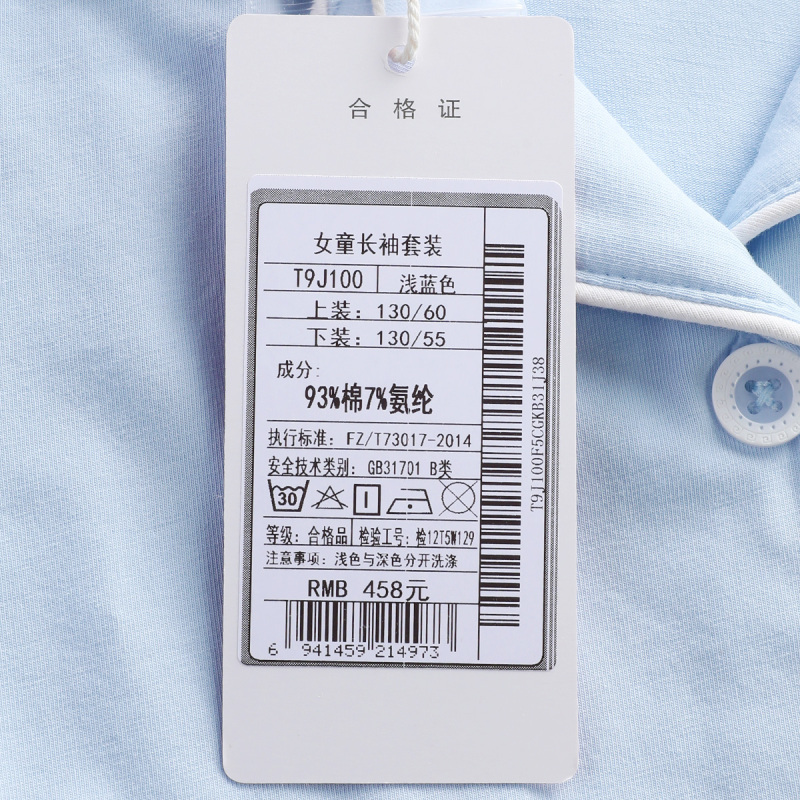 合格证
女童长袖套装
T9J100 浅蓝色
上装：130/60
下装：130/55
成分：
93%棉7%氨纶
执行标准：FZ/T73017-2014
安全技术类别：GB31701 B类
30
等级：合格品 检验工号：检12T5W129
注意事项：浅色与深色分开洗涤
RMB 458元
6 941459 214973
T9J100F5CGKB31J38